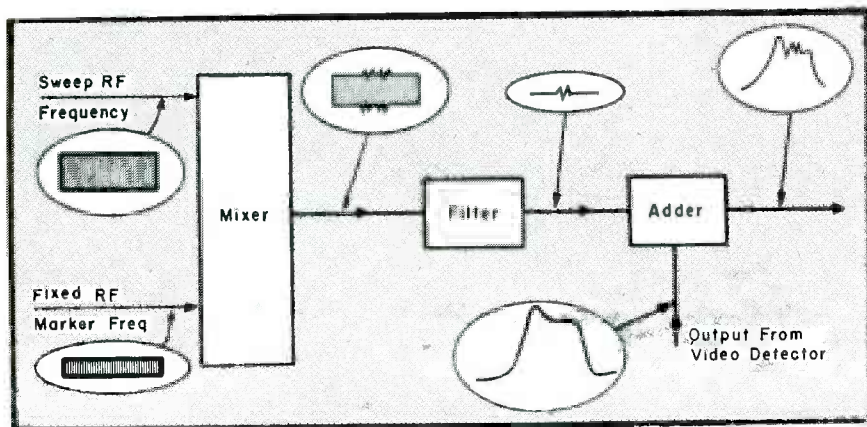 Sweep RF
Frequency
Mixer
Filter
Adder
Fixed RF
Marker Freq
Output From
Video Detector